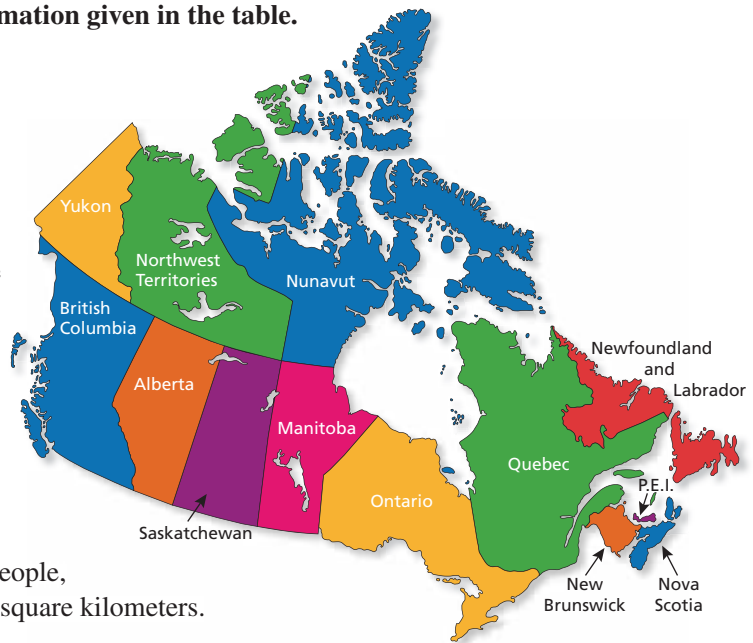 mation given in the table.
Yukon
Northwest
Territories
Nunavut
British
Columbia
Alberta
Manitoba
Newfoundland
and
Labrador
Quebec
Ontario
P.E.I.
Saskatchewan
New
Brunswick
Nova
Scotia
eople,
square kilometers.